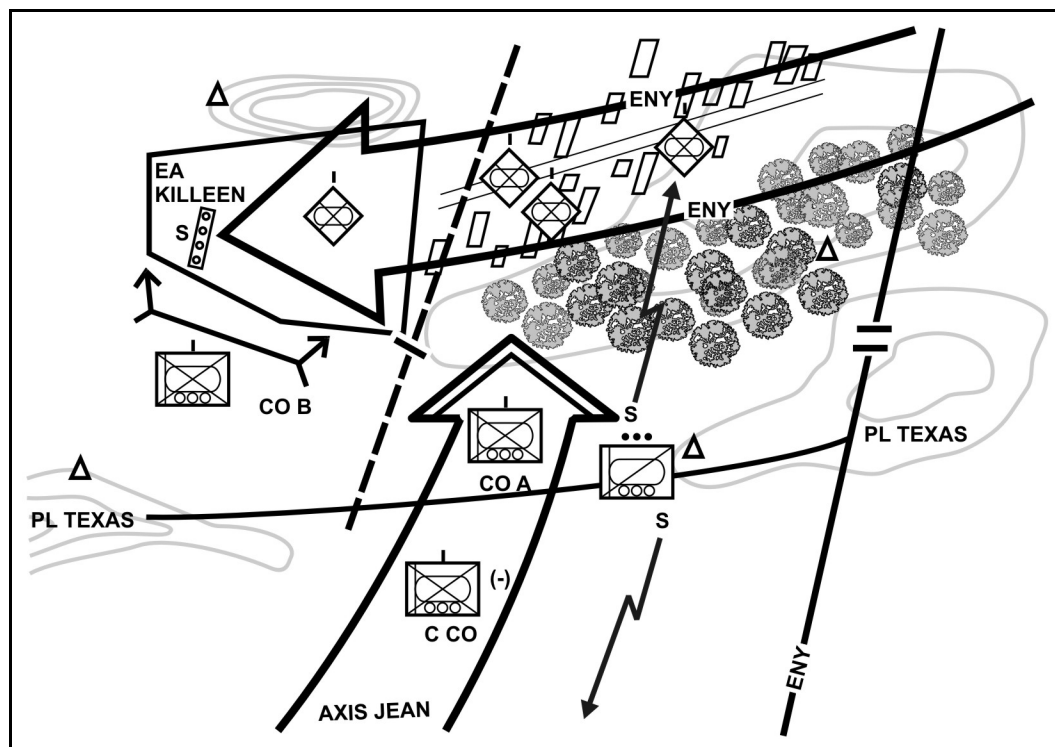 ENY
EA
KILLEEN
S
ENY
CO B
S
CO A
PL TEXAS
PL TEXAS
S
(-)
C CO
ENY
AXIS JEAN